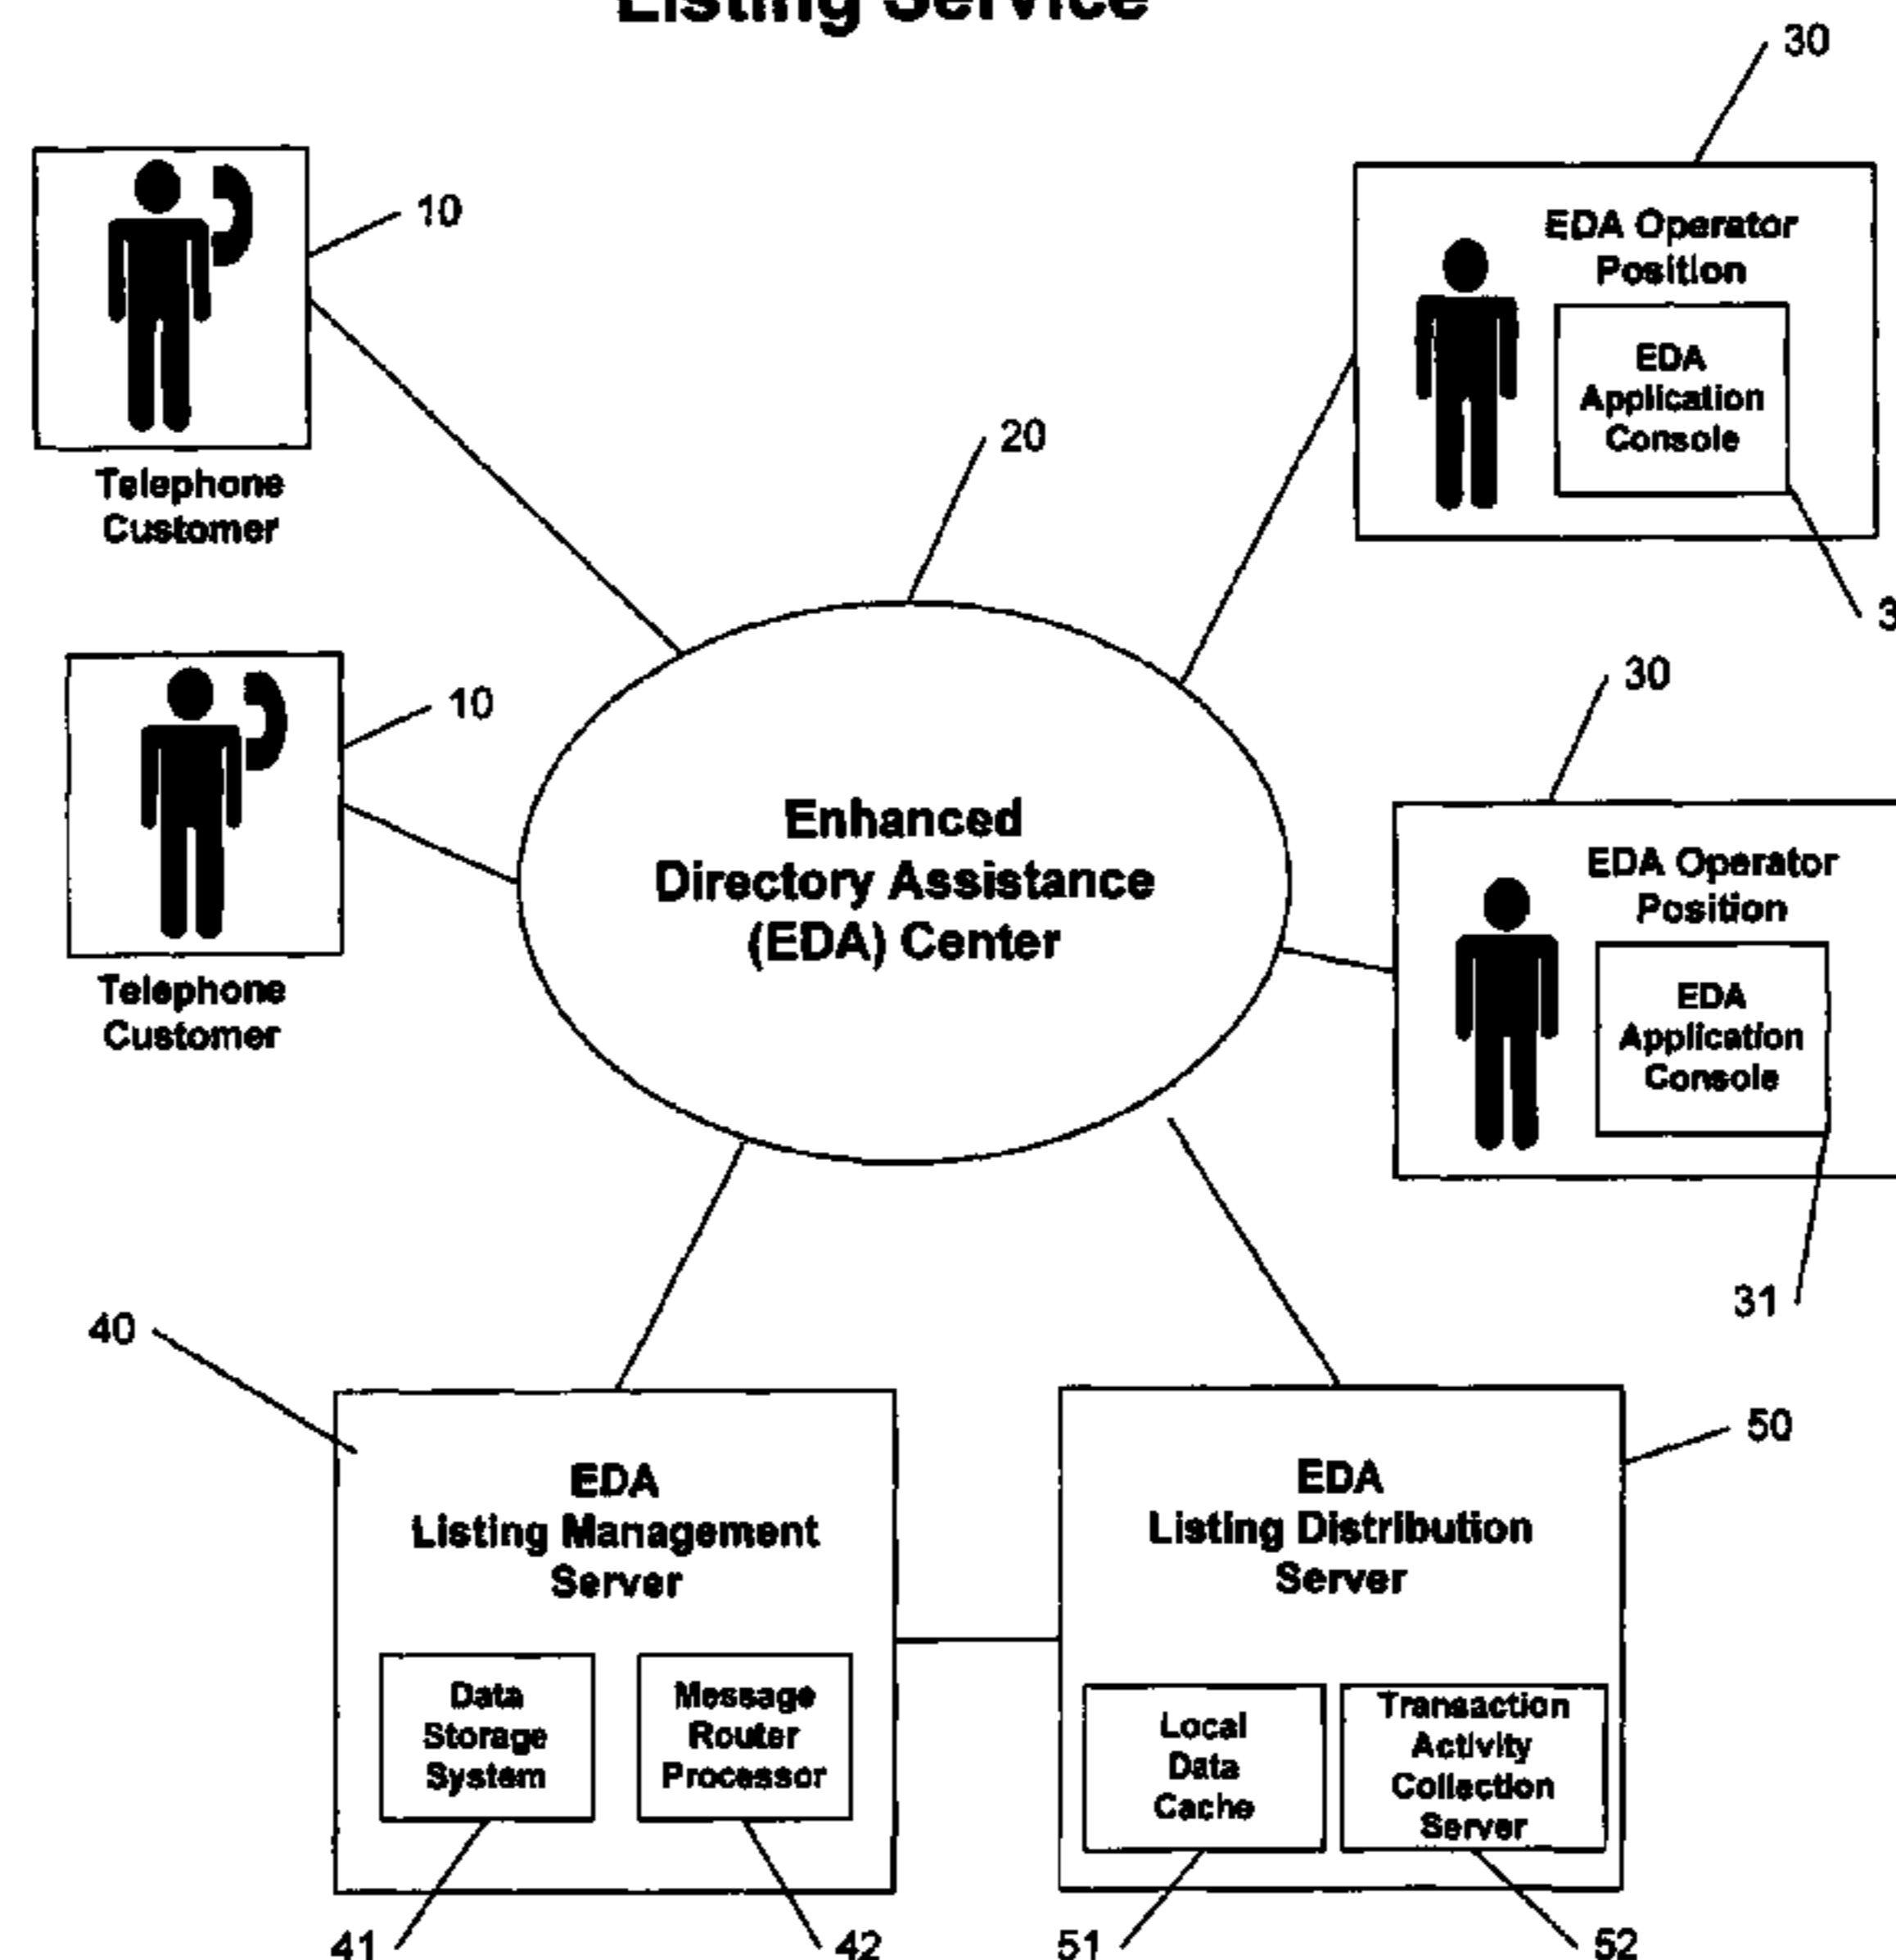 Listing Service
30
10
EDA Operator
Position
EDA
Application
Console
Telephone
Customer
20
3
10
30
Enhanced
Directory Assistance
(EDA) Center
EDA Operator
Position
EDA
Application
Console
Telephone
Customer
31
40
50
EDA
Listing Management
Server
EDA
Listing Distribution
Server
Data
Storage
System
Message
Router
Processor
Local
Data
Cache
Transaction
Activity
Collection
Server
41
42
51
52